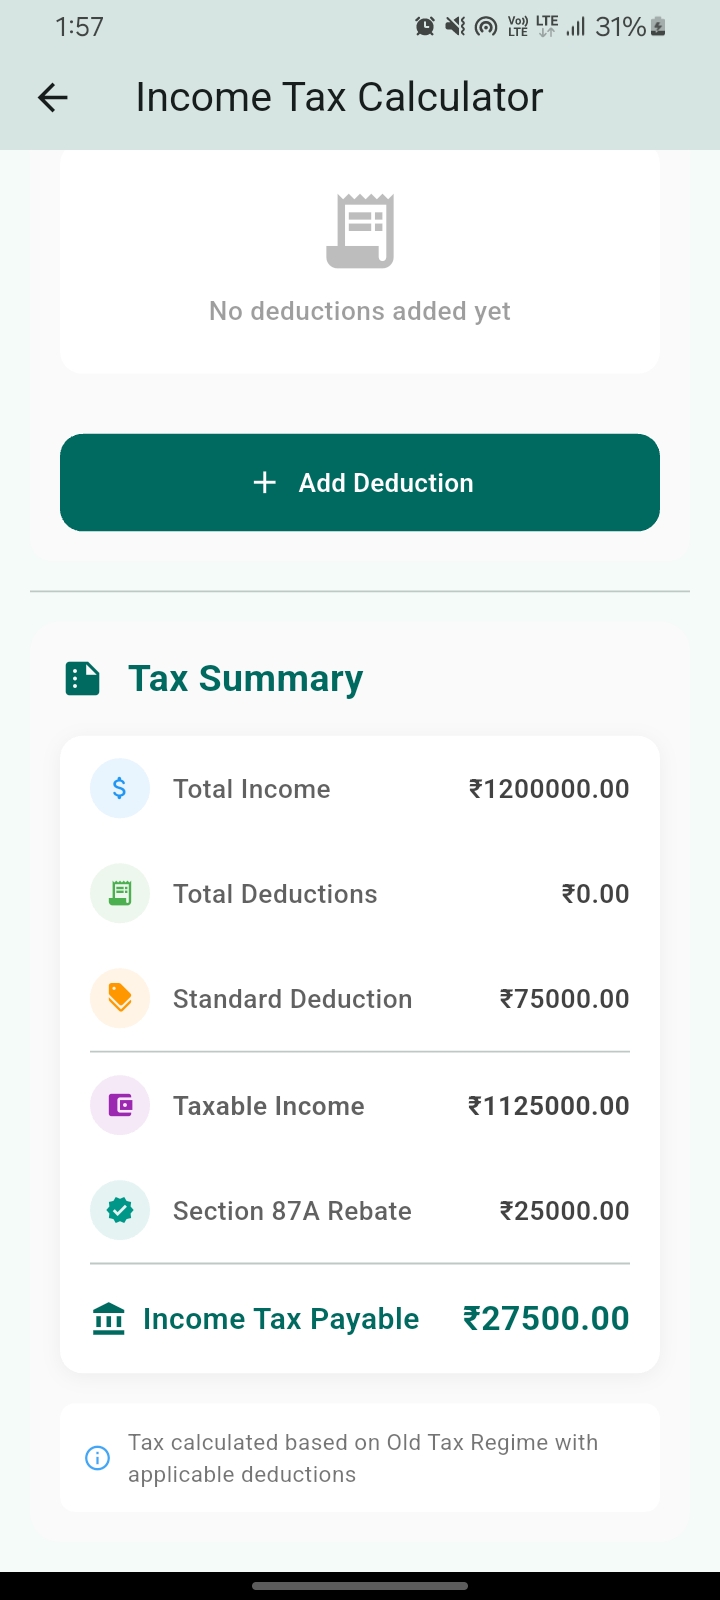 1:57
Vo))
LTE
LTE
31%
Income Tax Calculator
No deductions added yet
+ Add Deduction
Tax Summary
$ Total Income ₹1200000.00
Total Deductions ₹0.00
Standard Deduction ₹75000.00
Taxable Income ₹1125000.00
Section 87A Rebate ₹25000.00
Income Tax Payable ₹27500.00
Tax calculated based on Old Tax Regime with
applicable deductions